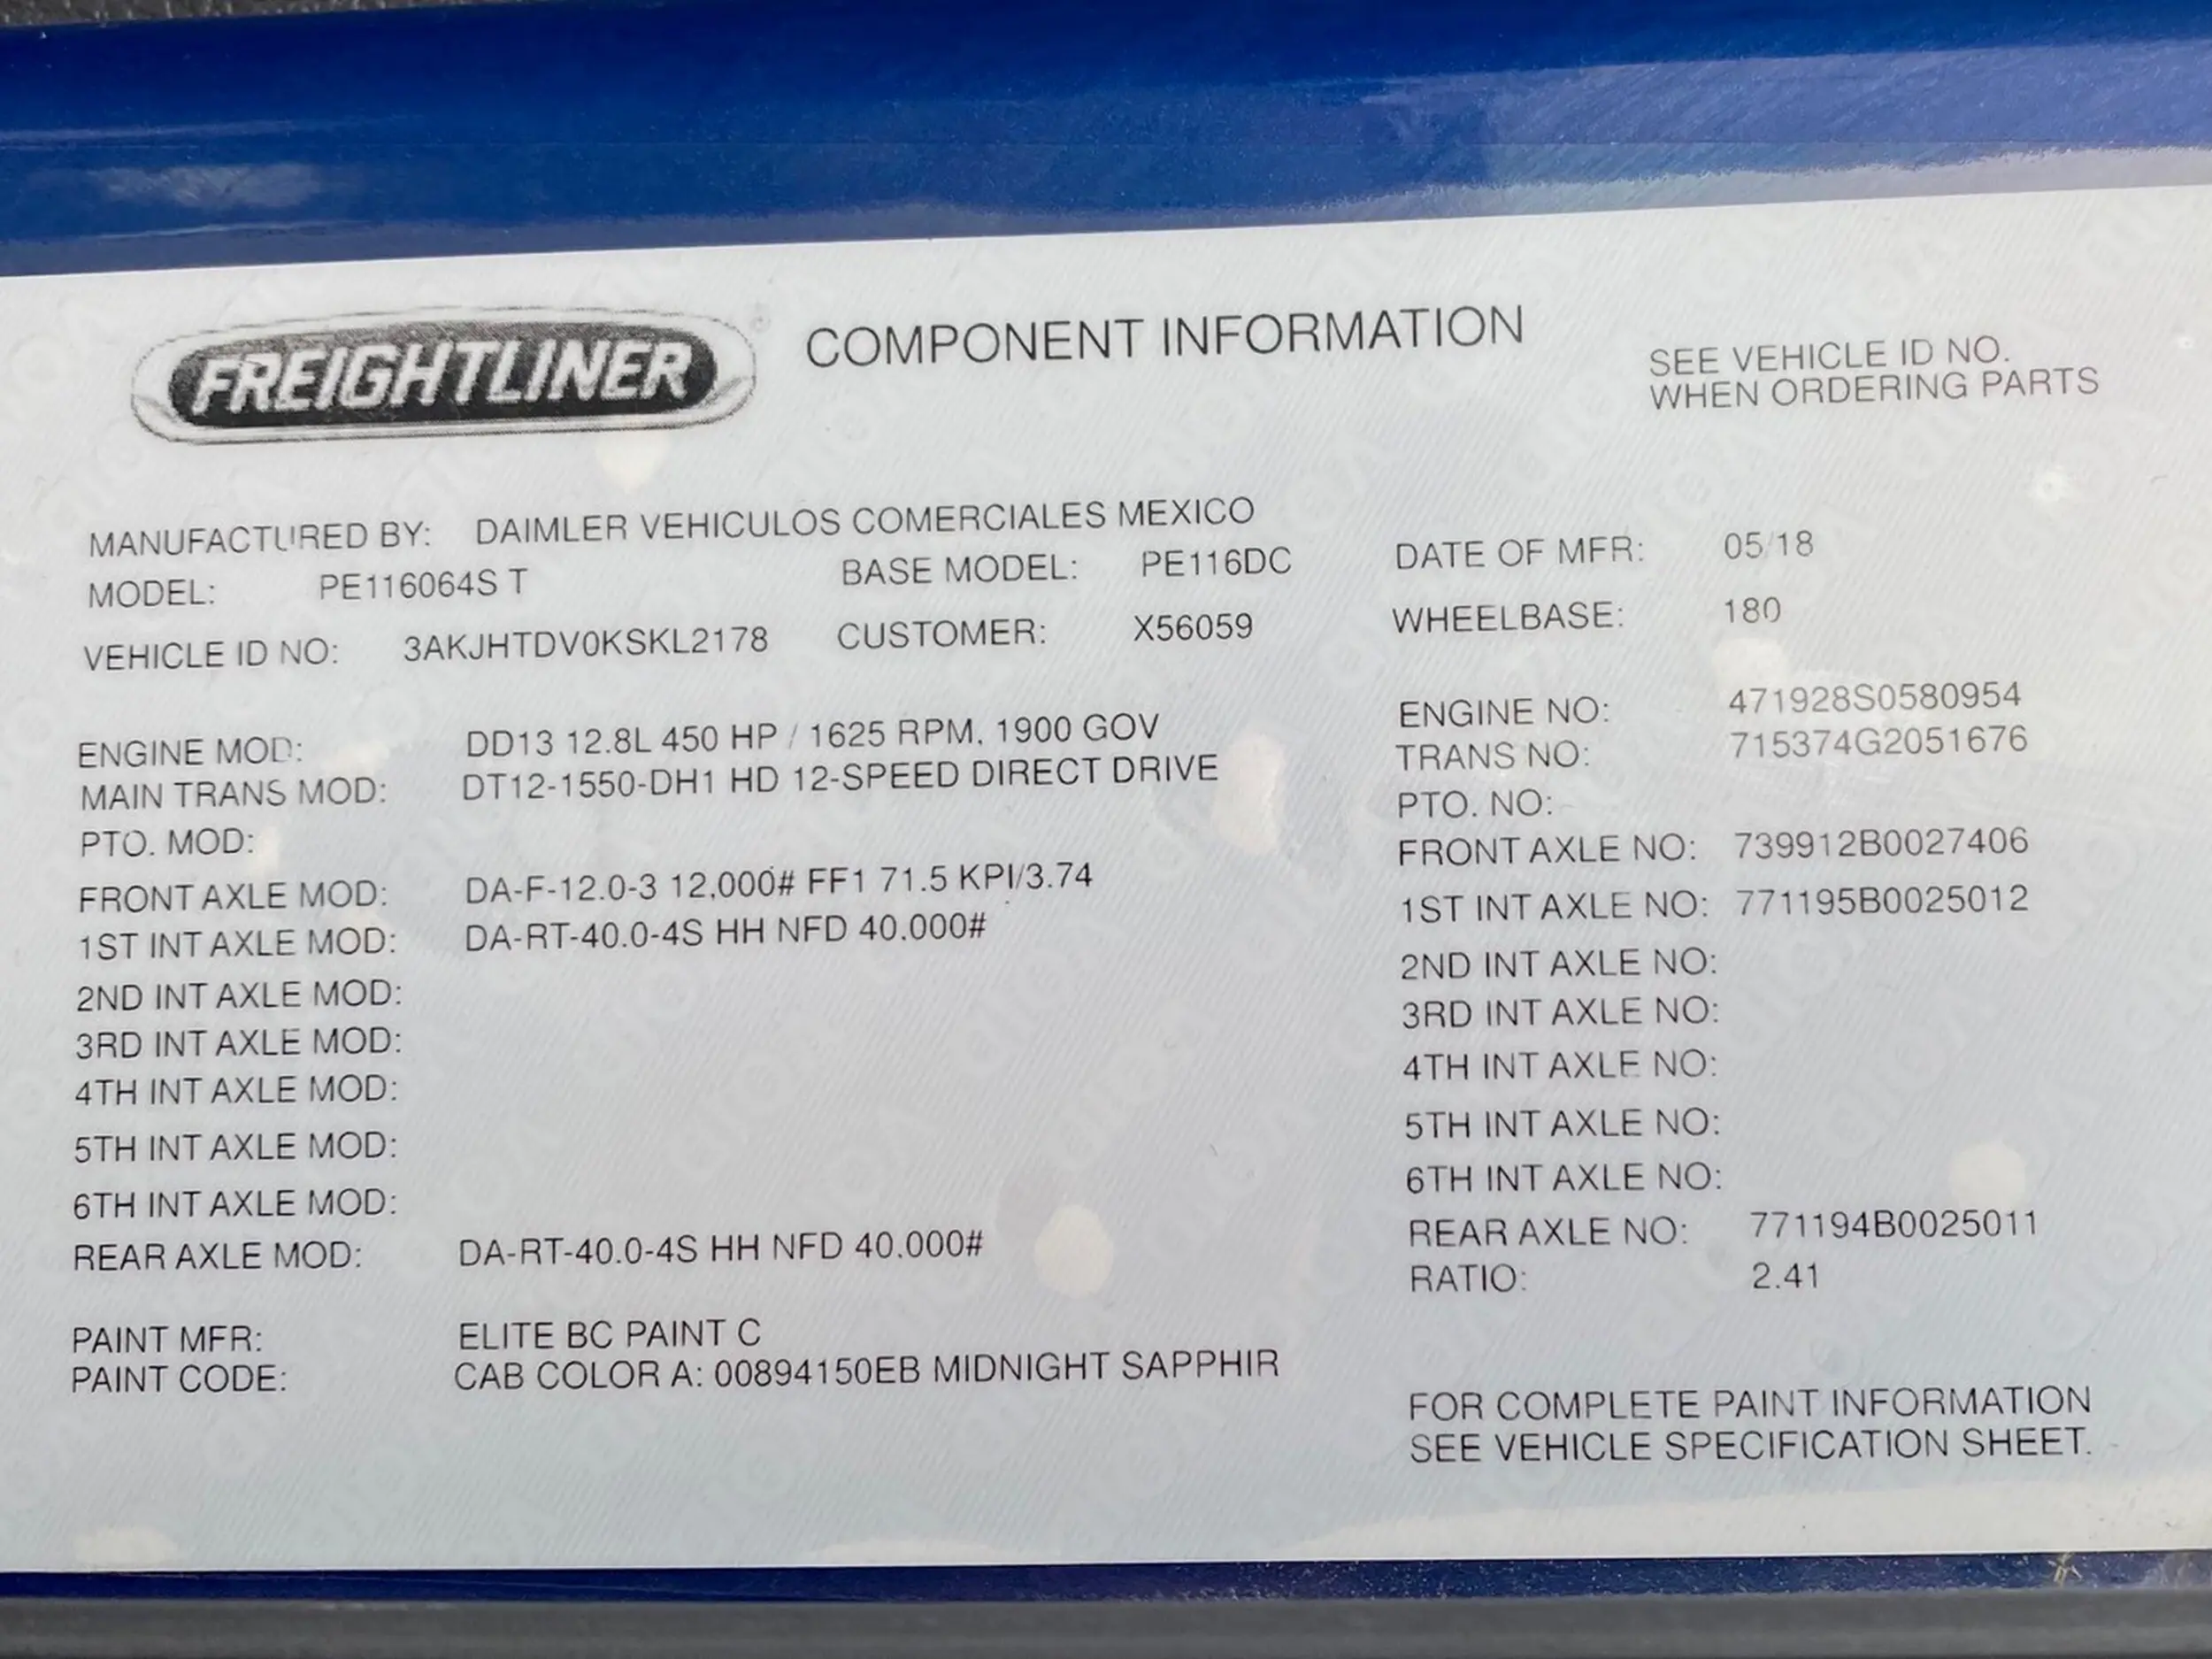 FREIGHTLINER
COMPONENT INFORMATION
SEE VEHICLE ID NO.
WHEN ORDERING PARTS
MANUFACTURED BY: DAIMLER VEHICULOS COMERCIALES MEXICO
MODEL: PE116064S T BASE MODEL: PE116DC DATE OF MFR: 05/18
VEHICLE ID NO: 3AKJHTDV0KSKL2178 CUSTOMER: X56059 WHEELBASE: 180
ENGINE MOD: DD13 12.8L 450 HP / 1625 RPM, 1900 GOV ENGINE NO: 471928S0580954
MAIN TRANS MOD: DT12-1550-DH1 HD 12-SPEED DIRECT DRIVE TRANS NO: 715374G2051676
PTO. MOD: PTO. NO:
FRONT AXLE MOD: DA-F-12.0-3 12,000# FF1 71.5 KPI/3.74 FRONT AXLE NO: 739912B0027406
1ST INT AXLE MOD: DA-RT-40.0-4S HH NFD 40,000# 1ST INT AXLE NO: 771195B0025012
2ND INT AXLE MOD: 2ND INT AXLE NO:
3RD INT AXLE MOD: 3RD INT AXLE NO:
4TH INT AXLE MOD: 4TH INT AXLE NO:
5TH INT AXLE MOD: 5TH INT AXLE NO:
6TH INT AXLE MOD: 6TH INT AXLE NO:
REAR AXLE MOD: DA-RT-40.0-4S HH NFD 40,000# REAR AXLE NO: 771194B0025011
RATIO: 2.41
PAINT MFR: ELITE BC PAINT C
PAINT CODE: CAB COLOR A: 00894150EB MIDNIGHT SAPPHIR
FOR COMPLETE PAINT INFORMATION
SEE VEHICLE SPECIFICATION SHEET.